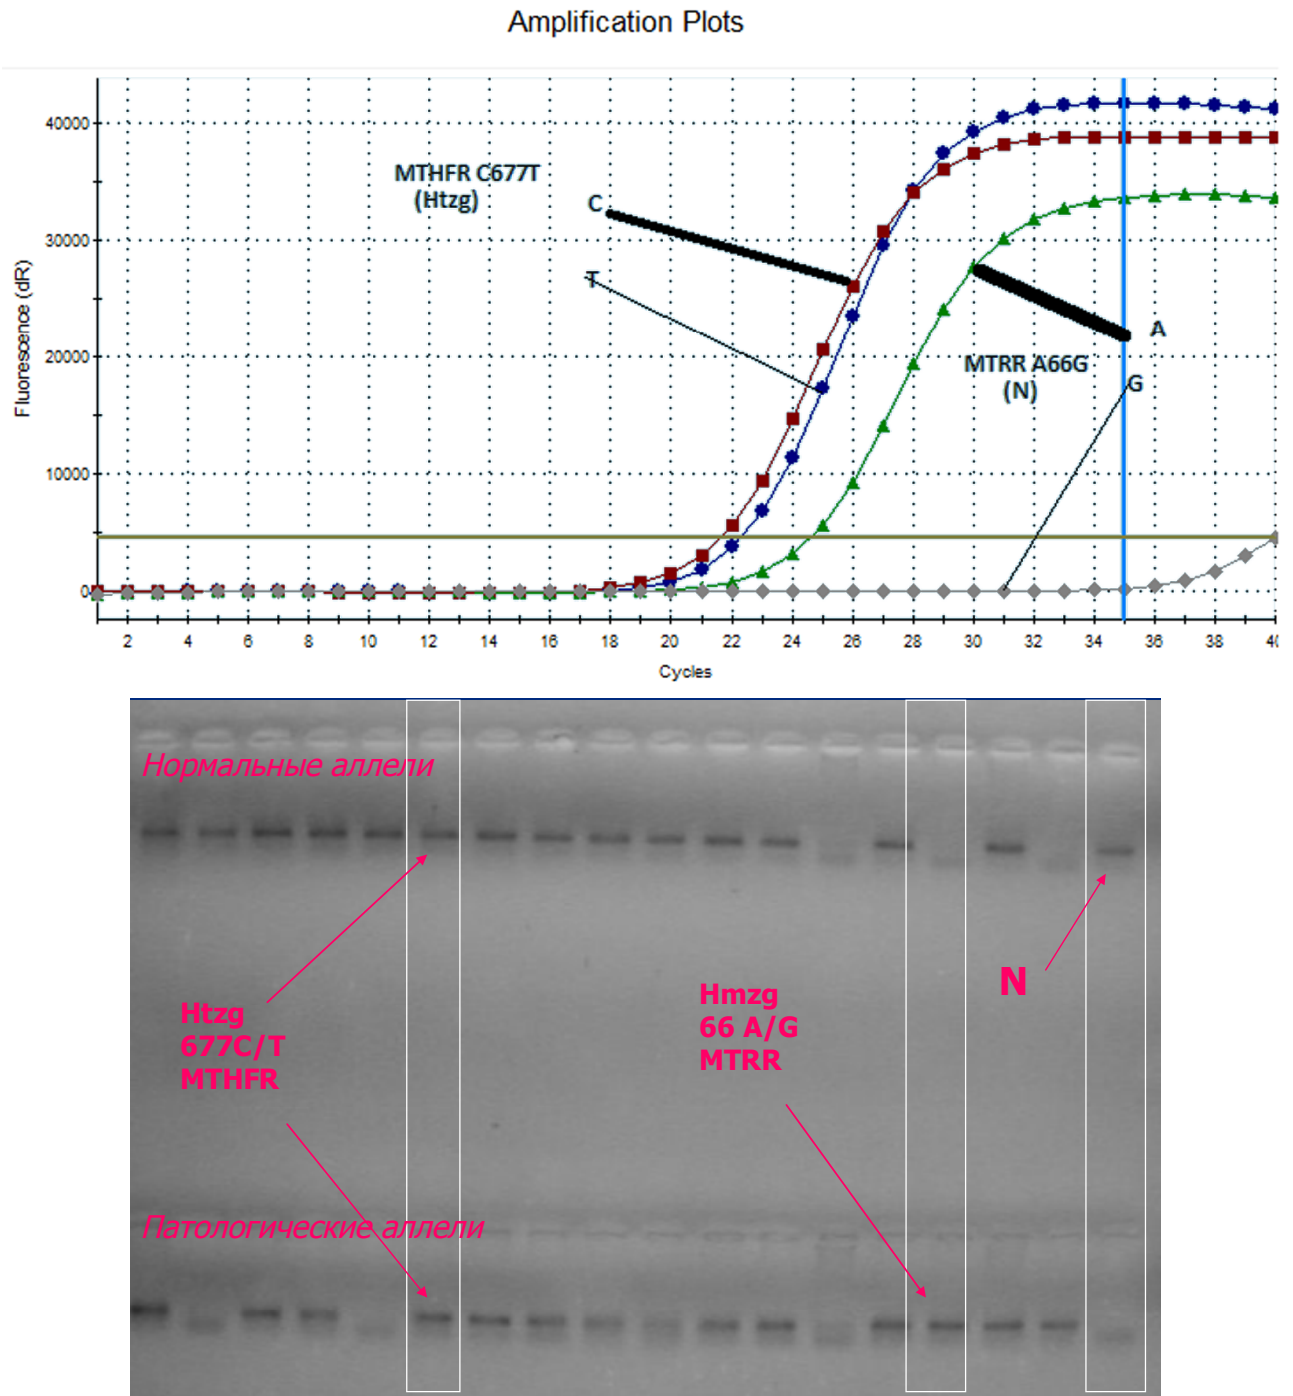 Amplification Plots
40000
30000
20000
10000
0
Fluorescence (dR)
MTHFR C677T
(Htzg)
C
T
A
MTRR A66G
(N)
G
2 4 6 8 10 12 14 16 18 20 22 24 26 28 30 32 34 36 38
Cycles
Нормальные аллели
Htzg
677C/T
MTHFR
Hmzg
66 A/G
MTRR
N
Патологические аллели